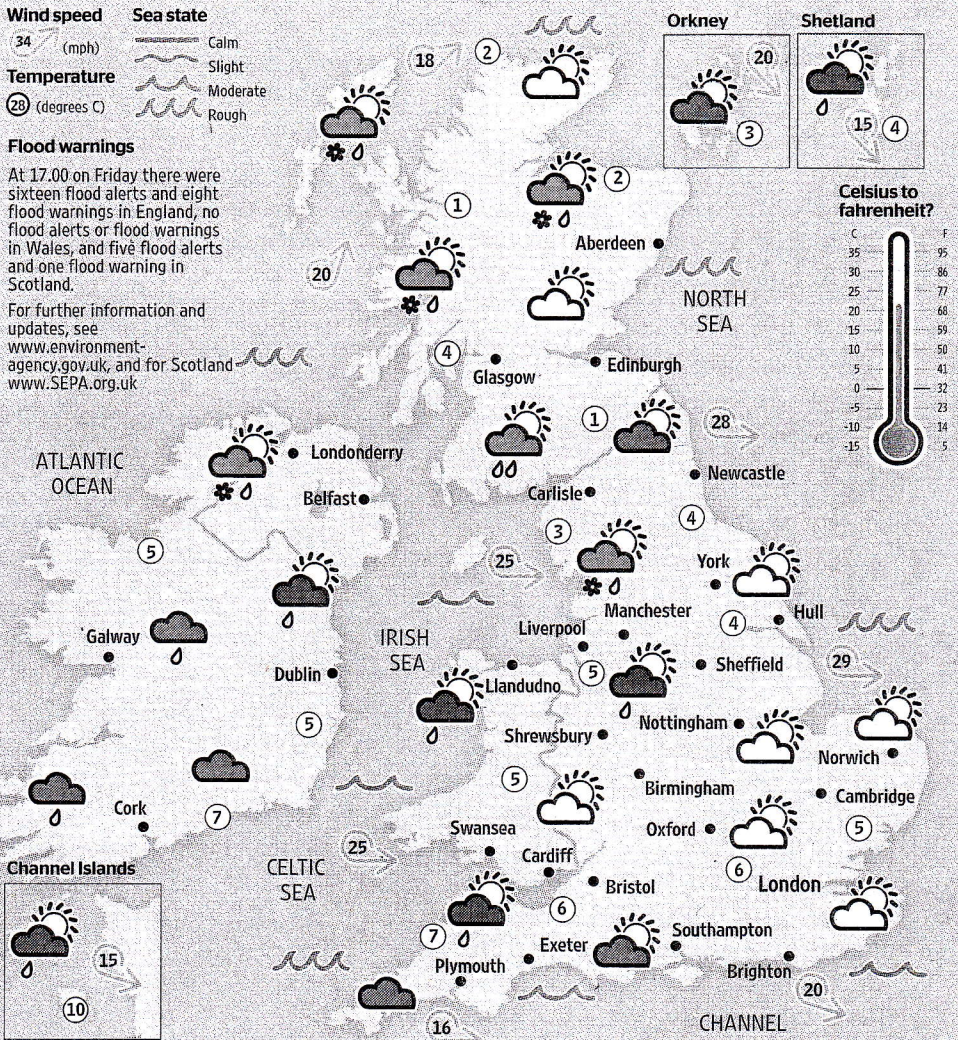 Wind speed
34 (mph)
Temperature
28 (degrees C)
Sea state
Calm
Slight
Moderate
Rough
Flood warnings
At 17.00 on Friday there were
sixteen flood alerts and eight
flood warnings in England, no
flood alerts or flood warnings
in Wales, and five flood alerts
and one flood warning in
Scotland.
For further information and
updates, see
www.environment-
agency.gov.uk, and for Scotland
www.SEPA.org.uk
18
2
Orkney
20
3
Shetland
15
4
2
1
Aberdeen
20
NORTH
SEA
4
Glasgow
Edinburgh
Celsius to
fahrenheit?
C F
35 95
30 86
25 77
20 68
15 59
10 50
5 41
0 32
-5 23
-10 14
-15 5
1
28
ATLANTIC
OCEAN
Londonderry
Belfast
Carlisle
Newcastle
4
5
3
25
York
Manchester
4
Hull
Galway
IRISH
SEA
Liverpool
Dublin
Llandudno
5
Sheffield
29
5
Shrewsbury
Nottingham
Norwich
5
Birmingham
Cambridge
Cork
7
Swansea
Oxford
5
25
CELTIC
SEA
Cardiff
6
London
Bristol
6
Channel Islands
15
10
7
Exeter
Southampton
Plymouth
Brighton
20
16
CHANNEL